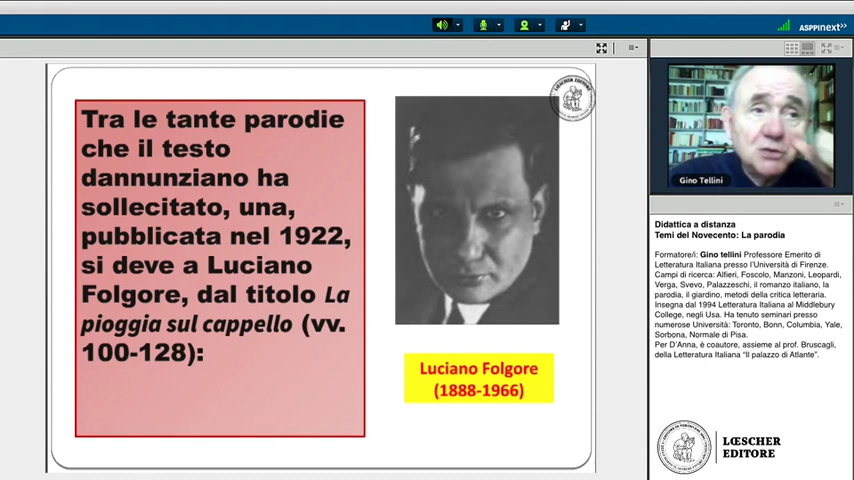 ASPPInext>>
Tra le tante parodie
che il testo
dannunziano ha
sollecitato, una,
pubblicata nel 1922,
si deve a Luciano
Folgore, dal titolo La
pioggia sul cappello (vv.
100-128):
LŒSCHER EDITORE
Luciano Folgore
(1888-1966)
Gino Tellini
Didattica a distanza
Temi del Novecento: La parodia
Formatore/i: Gino tellini Professore Emerito di
Letteratura Italiana presso l'Università di Firenze.
Campi di ricerca: Alfieri, Foscolo, Manzoni, Leopardi,
Verga, Svevo, Palazzeschi, il romanzo italiano, la
parodia, il giardino, metodi della critica letteraria.
Insegna dal 1994 Letteratura Italiana al Middlebury
College, negli Usa. Ha tenuto seminari presso
numerose Università: Toronto, Bonn, Columbia, Yale,
Sorbona, Normale di Pisa.
Per D'Anna, è coautore, assieme al prof. Bruscagli,
della Letteratura Italiana "Il palazzo di Atlante".
LŒSCHER
EDITORE